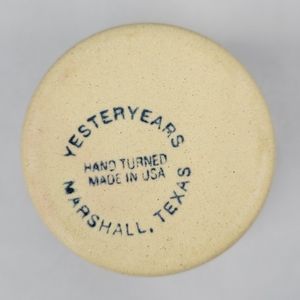 YESTERYEARS
HAND TURNED
MADE IN USA
MARSHALL, TEXAS